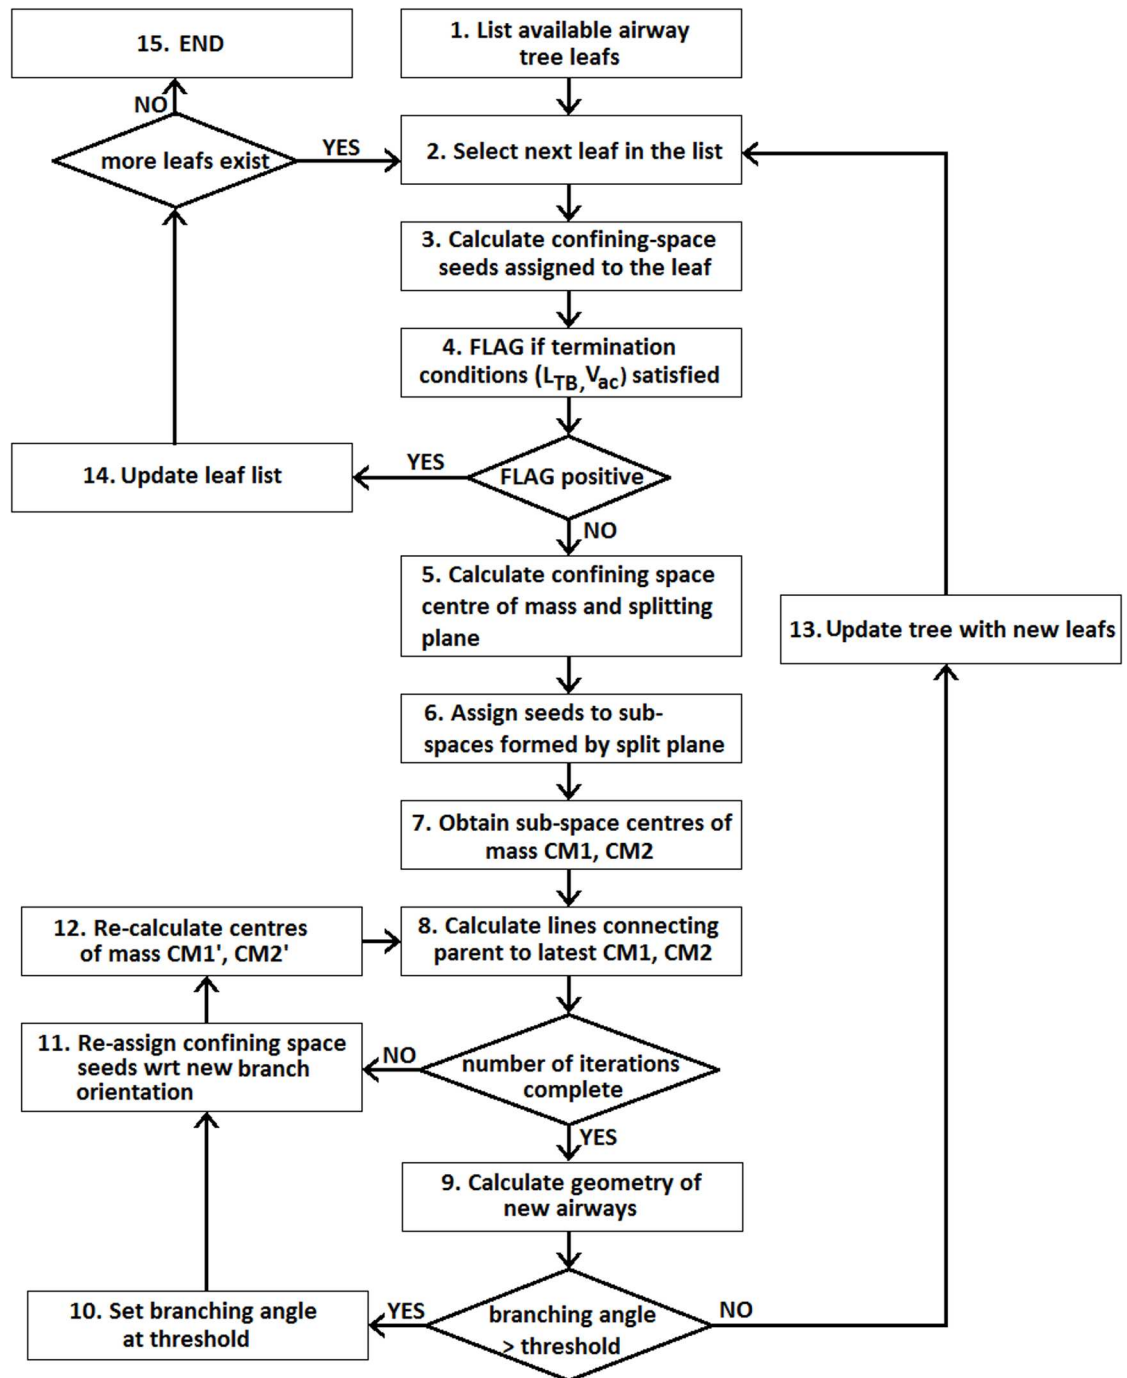 15. END
1. List available airway
tree leafs
NO
more leafs exist
YES
2. Select next leaf in the list
3. Calculate confining-space
seeds assigned to the leaf
4. FLAG if termination
conditions (LTB, Vac) satisfied
14. Update leaf list
YES
FLAG positive
NO
5. Calculate confining space
centre of mass and splitting
plane
13. Update tree with new leafs
6. Assign seeds to sub-
spaces formed by split plane
7. Obtain sub-space centres of
mass CM1, CM2
12. Re-calculate centres
of mass CM1', CM2'
8. Calculate lines connecting
parent to latest CM1, CM2
11. Re-assign confining space
seeds wrt new branch
orientation
NO
number of iterations
complete
YES
9. Calculate geometry of
new airways
10. Set branching angle
at threshold
YES
branching angle
> threshold
NO